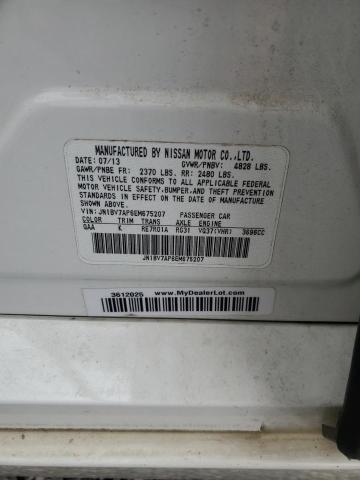 MANUFACTURED BY NISSAN MOTOR CO.,LTD.
DATE: 07/13 GVWR/PNBV: 4828 LBS.
GAWR/PNBE FR: 2370 LBS. RR: 2480 LBS.
THIS VEHICLE CONFORMS TO ALL APPLICABLE FEDERAL
MOTOR VEHICLE SAFETY,BUMPER,AND THEFT PREVENTION
STANDARDS IN EFFECT ON THE DATE OF MANUFACTURE
SHOWN ABOVE.
VIN: JN1BV7AP6EM675207 PASSENGER CAR
COLOR TRIM TRANS AXLE ENGINE
QAA K RE7R01A RG31 VQ37(VHR) 3696CC
JN1BV7AP6EM675207
3612025 www.MyDealerLot.com